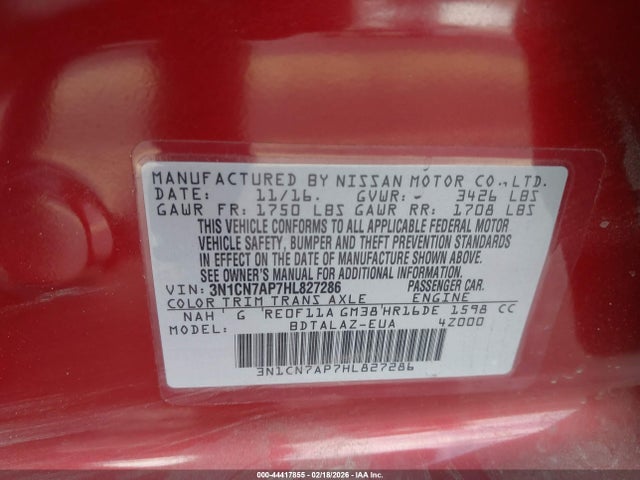 MANUFACTURED BY NISSAN MOTOR CO.,LTD.
DATE: 11/16. GVWR: - 3426 LBS
GAWR FR: 1750 LBS GAWR RR: 1708 LBS
THIS VEHICLE CONFORMS TO ALL APPLICABLE FEDERAL MOTOR
VEHICLE SAFETY, BUMPER AND THEFT PREVENTION STANDARDS
IN EFFECT ON THE DATE OF MANUFACTURE SHOWN ABOVE.
SEE OWNER'S MANUAL FOR ADDITIONAL INFORMATION.
VIN: 3N1CN7AP7HL827286 PASSENGER CAR.
COLOR TRIM TRANS AXLE ENGINE
NAH G RE0F11A GM38 HR16DE 1598 CC
MODEL: BDTALAZ-EUA 4Z000
3N1CN7AP7HL827286
000-44417855 - 02/18/2026 - IAA Inc.